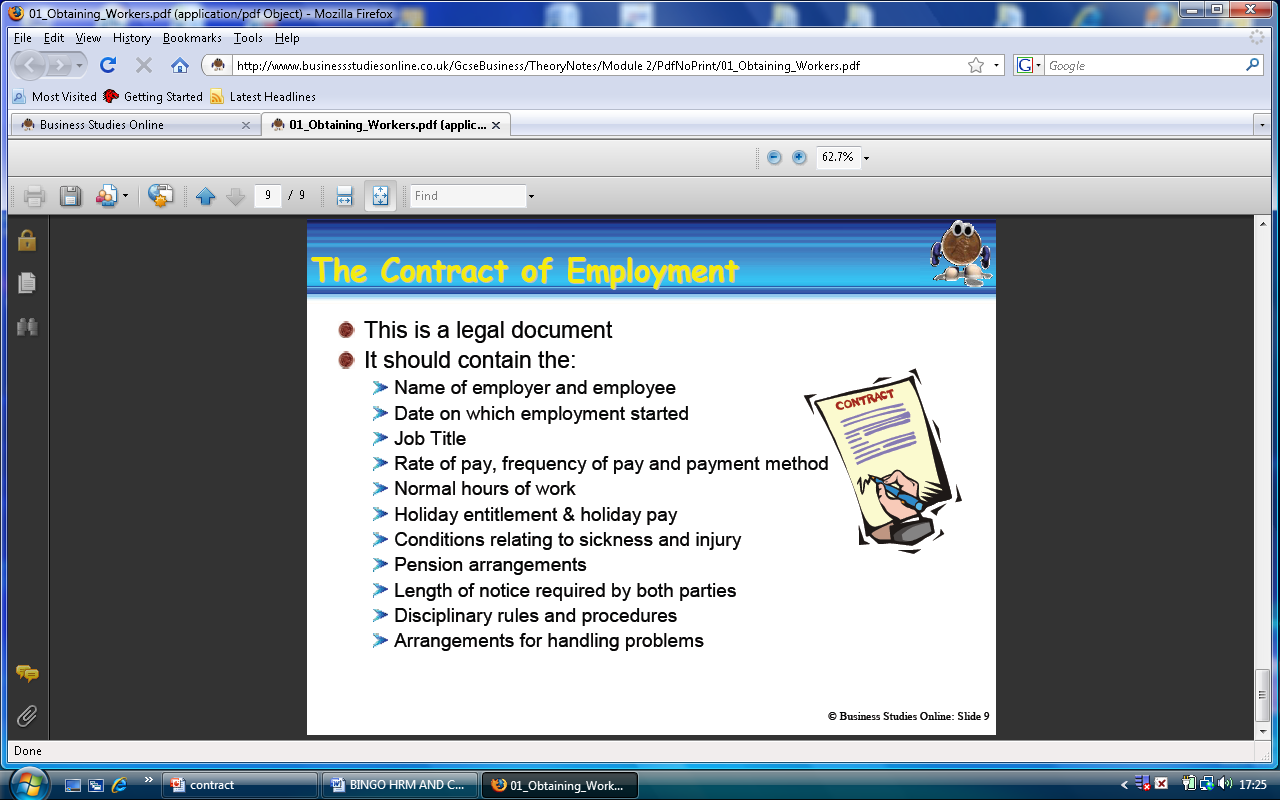 01_Obtaining_Workers.pdf (application/pdf Object) - Mozilla Firefox
File Edit View History Bookmarks Tools Help
http://www.businessstudiesonline.co.uk/GcseBusiness/TheoryNotes/Module 2/PdfNoPrint/01_Obtaining_Workers.pdf
G Google
Most Visited Getting Started Latest Headlines
Business Studies Online 01_Obtaining_Workers.pdf (applic...
62.7%
9 / 9 Find
The Contract of Employment
This is a legal document
It should contain the:
Name of employer and employee
Date on which employment started
Job Title
Rate of pay, frequency of pay and payment method
Normal hours of work
Holiday entitlement & holiday pay
Conditions relating to sickness and injury
Pension arrangements
Length of notice required by both parties
Disciplinary rules and procedures
Arrangements for handling problems
CONTRACT
© Business Studies Online: Slide 9
Done
contract BINGO HRM AND C... 01_Obtaining_Work... 17:25